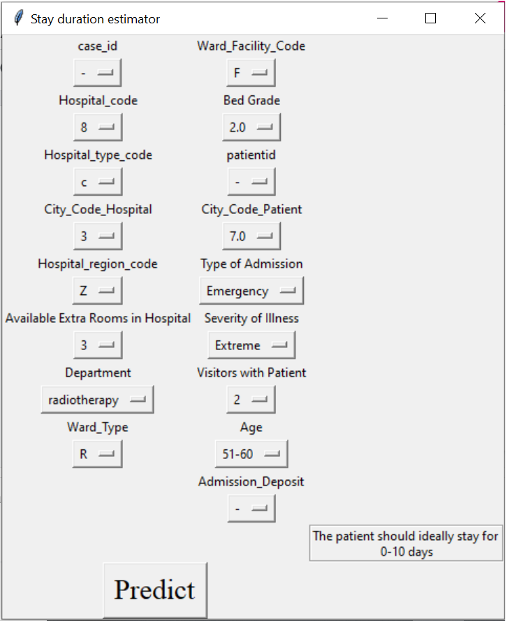 Stay duration estimator
case_id
-
Ward_Facility_Code
F
Hospital_code
8
Bed Grade
2.0
Hospital_type_code
c
patientid
-
City_Code_Hospital
3
City_Code_Patient
7.0
Hospital_region_code
Z
Type of Admission
Emergency
Available Extra Rooms in Hospital
3
Severity of Illness
Extreme
Department
radiotherapy
Visitors with Patient
2
Ward_Type
R
Age
51-60
Admission_Deposit
-
The patient should ideally stay for
0-10 days
Predict